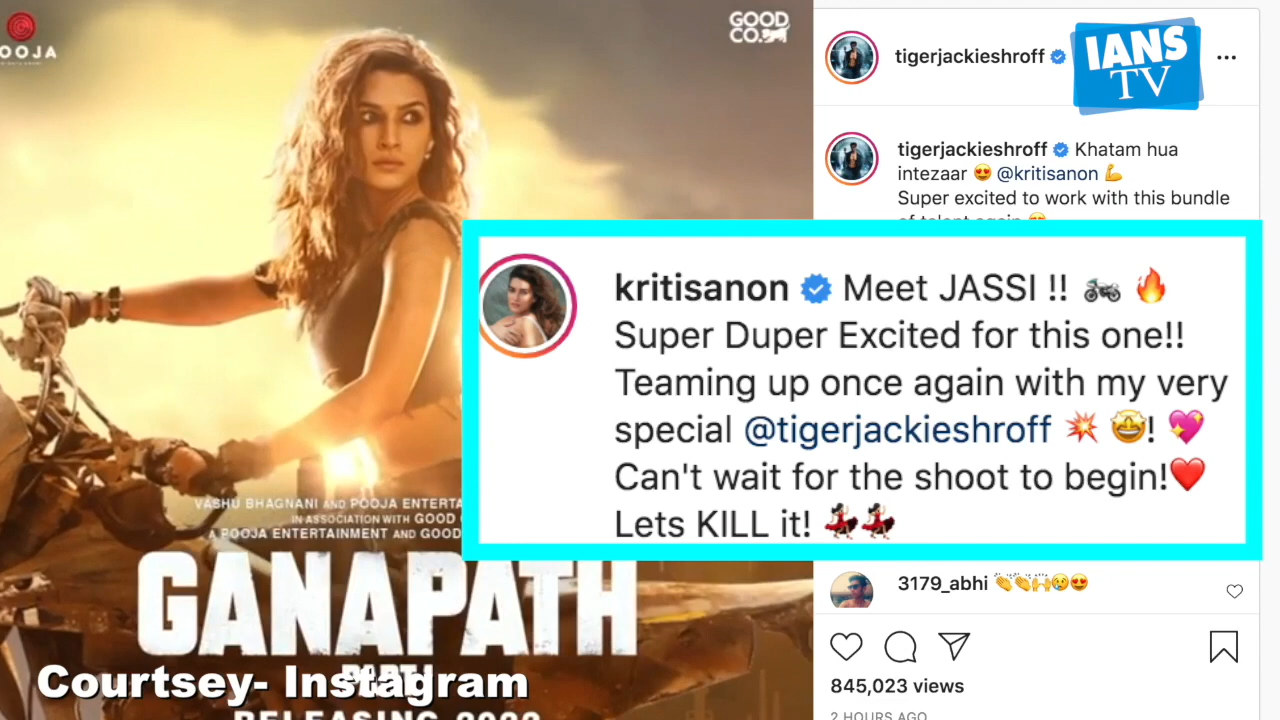 OOJA
GOOD
CO.
VASHU BHAGNANI AND POOJA
IN ASSOCIATION WITH GOOD
A POOJA ENTERTAINMENT AND GOOD
GANAPATH
Courtsey- Instagram
RELEASING 2022
tigerjackieshroff
IANS
TV
tigerjackieshroff Khatam hua
intezaar 😍 @kritisanon 💪
Super excited to work with this bundle
of talent again
kritisanon Meet JASSI !! 🏍️ 🔥
Super Duper Excited for this one!!
Teaming up once again with my very
special @tigerjackieshroff 💥 🤩! 💖
Can't wait for the shoot to begin!❤️
Lets KILL it! 💃💃
3179_abhi 👏👏🙌😢😍
845,023 views
2 HOURS AGO